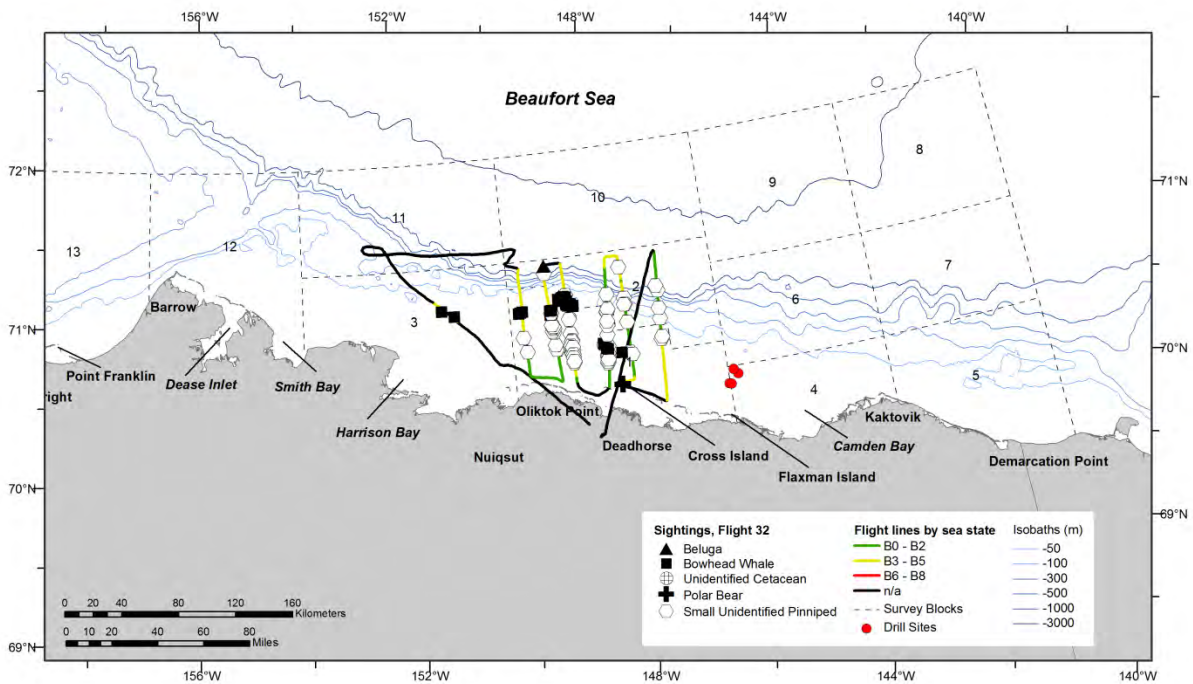 156°W 152°W 148°W 144°W 140°W
Beaufort Sea
8
72°N
71°N
9
10
11
13
12
7
2
6
71°N
Barrow
3
70°N
Point Franklin
5
right
Dease Inlet
Smith Bay
4
Oliktok Point
Kaktovik
Harrison Bay
Deadhorse
Camden Bay
Nuiqsut
Cross Island
Demarcation Point
Flaxman Island
70°N
69°N
Sightings, Flight 32
Beluga
Bowhead Whale
Unidentified Cetacean
Polar Bear
Small Unidentified Pinniped
Flight lines by sea state
B0 - B2
B3 - B5
B6 - B8
n/a
Survey Blocks
Drill Sites
Isobaths (m)
-50
-100
-300
-500
-1000
-3000
0 20 40 80 120 160
Kilometers
0 10 20 40 60 80
Miles
69°N
156°W 152°W 148°W 144°W 140°W